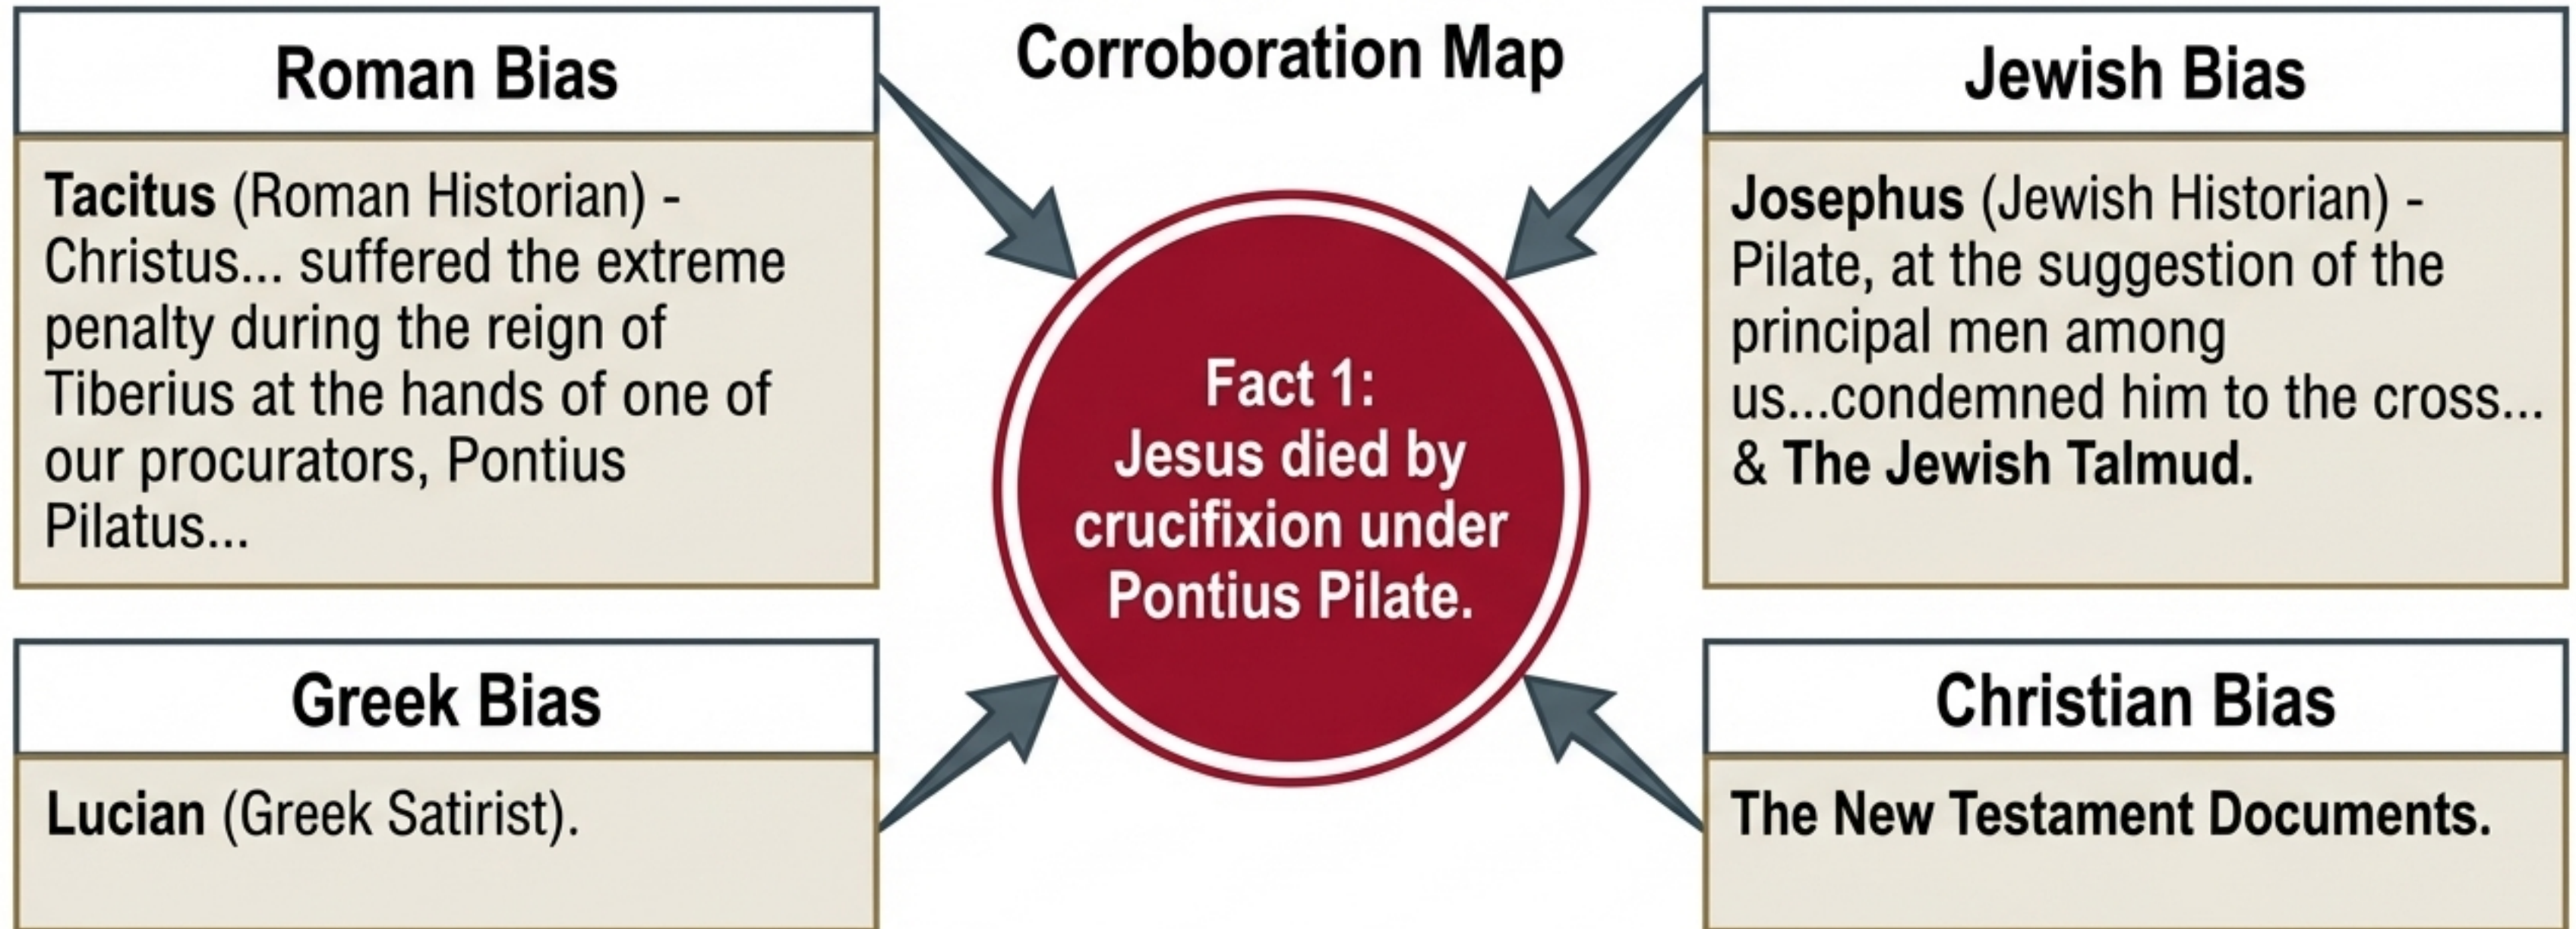 Corroboration Map
Roman Bias
Tacitus (Roman Historian) -
Christus... suffered the extreme
penalty during the reign of
Tiberius at the hands of one of
our procurators, Pontius
Pilatus...
Jewish Bias
Josephus (Jewish Historian) -
Pilate, at the suggestion of the
principal men among
us...condemned him to the cross...
& The Jewish Talmud.
Fact 1:
Jesus died by
crucifixion under
Pontius Pilate.
Greek Bias
Lucian (Greek Satirist).
Christian Bias
The New Testament Documents.